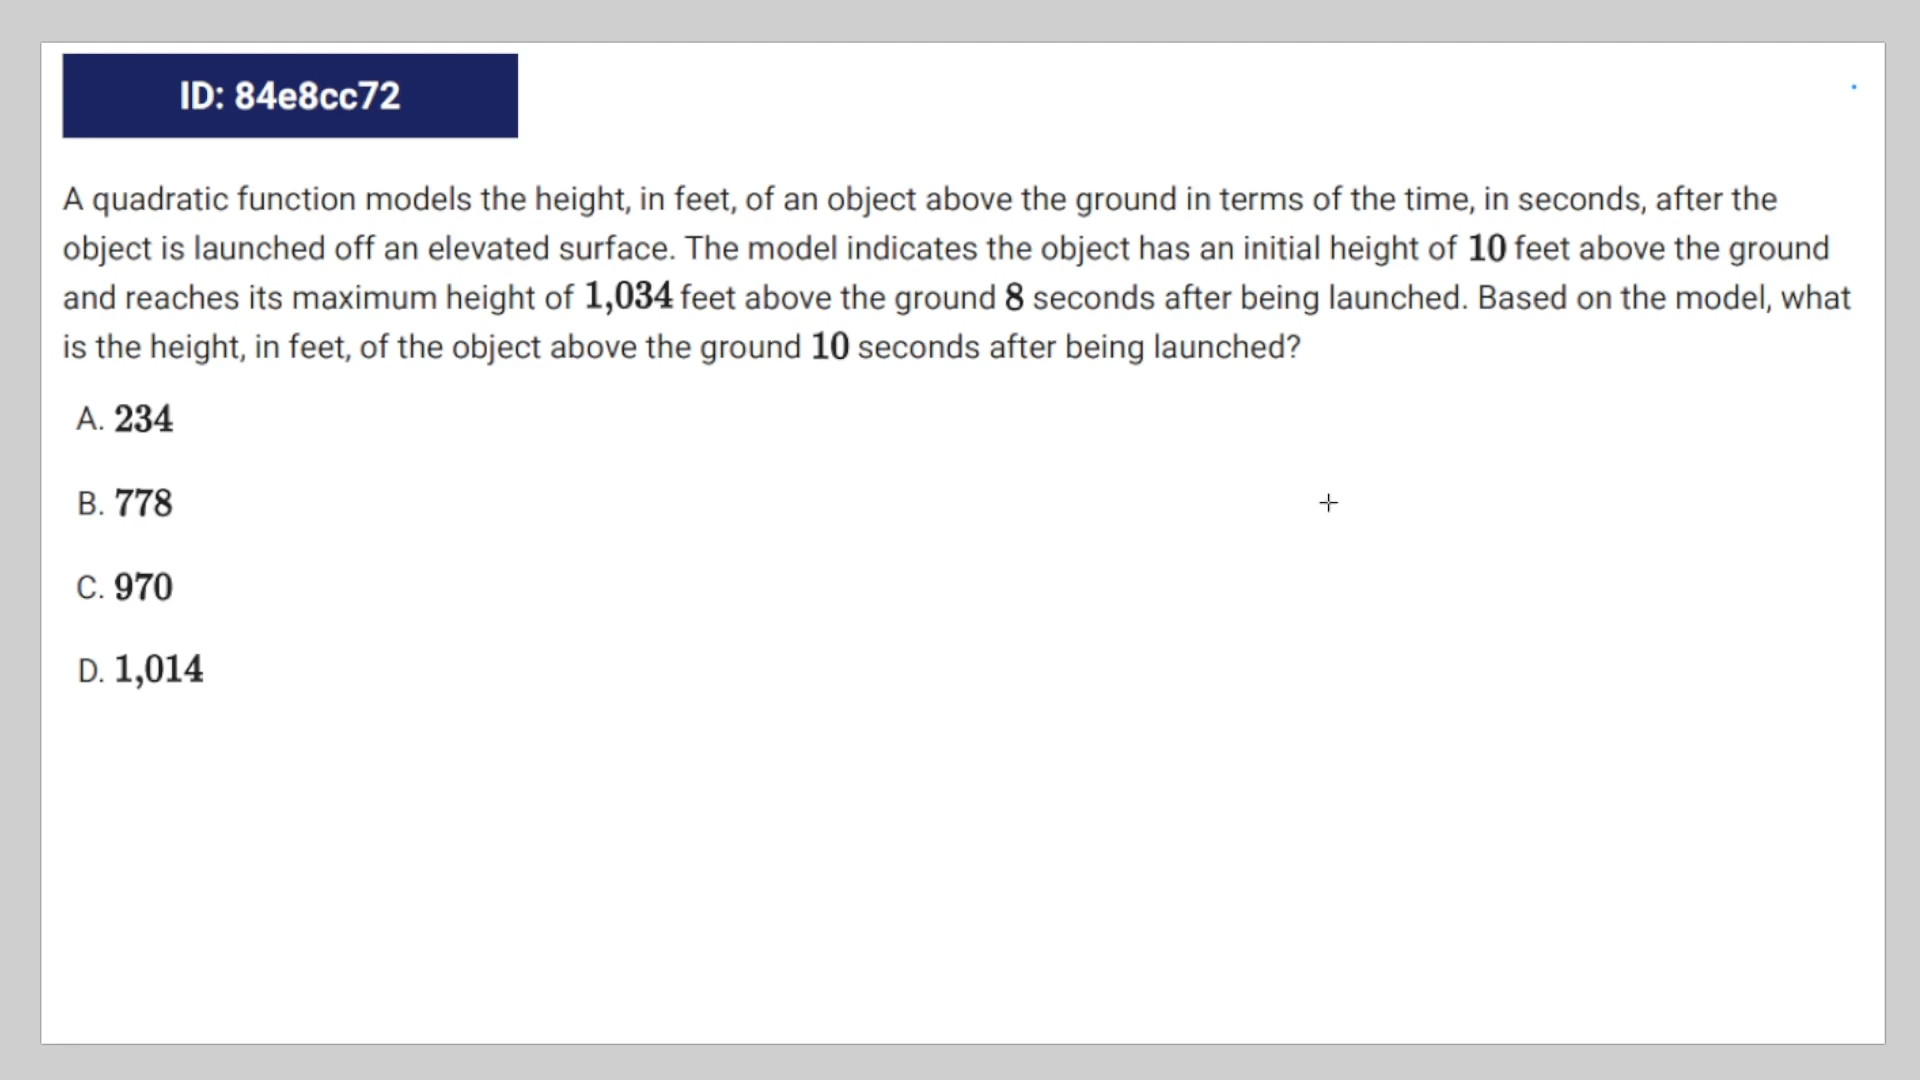 ID: 84e8cc72
A quadratic function models the height, in feet, of an object above the ground in terms of the time, in seconds, after the
object is launched off an elevated surface. The model indicates the object has an initial height of 10 feet above the ground
and reaches its maximum height of 1,034 feet above the ground 8 seconds after being launched. Based on the model, what
is the height, in feet, of the object above the ground 10 seconds after being launched?
A. 234
B. 778
C. 970
D. 1,014